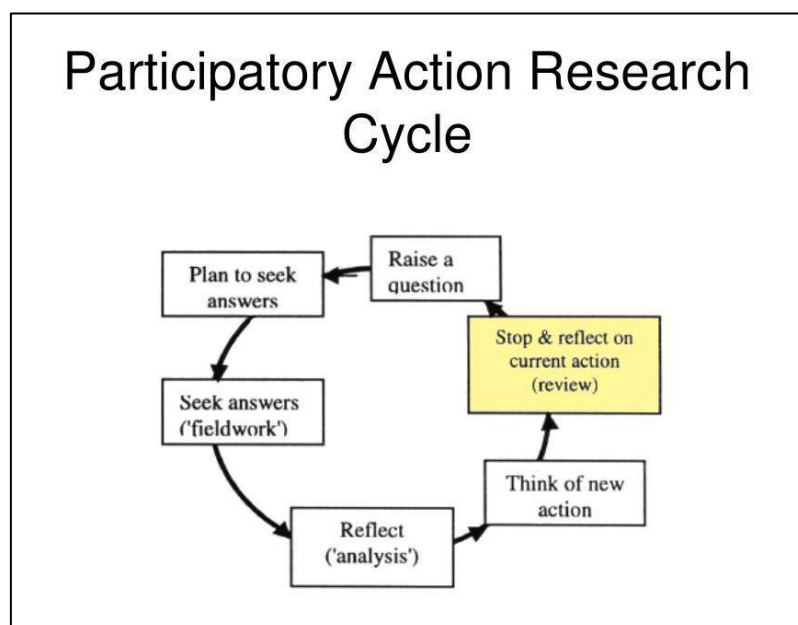 Participatory Action Research
Cycle
Raise a
question
Plan to seek
answers
Stop & reflect on
current action
(review)
Seek answers
('fieldwork')
Think of new
action
Reflect
('analysis')